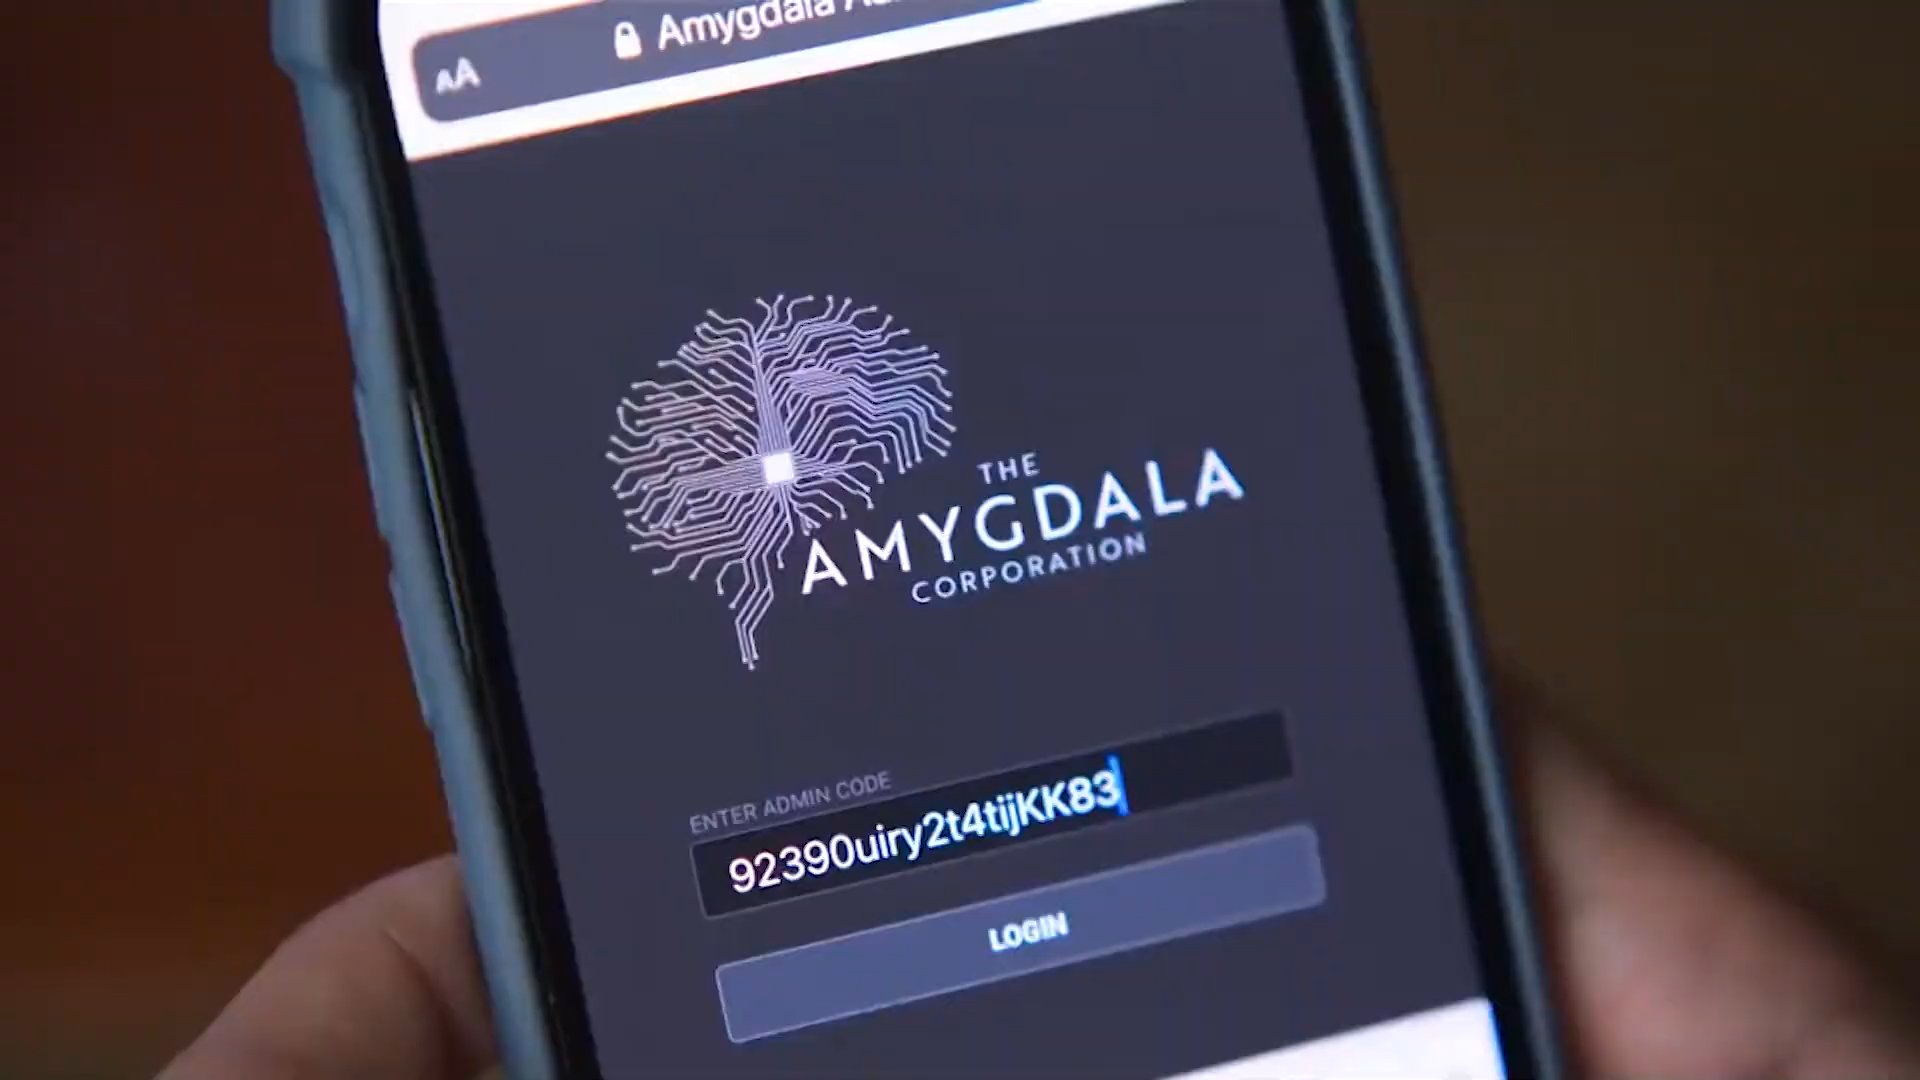 AA
Amygdala
THE
AMYGDALA
CORPORATION
ENTER ADMIN CODE
92390uiry2t4tijKK83
LOGIN